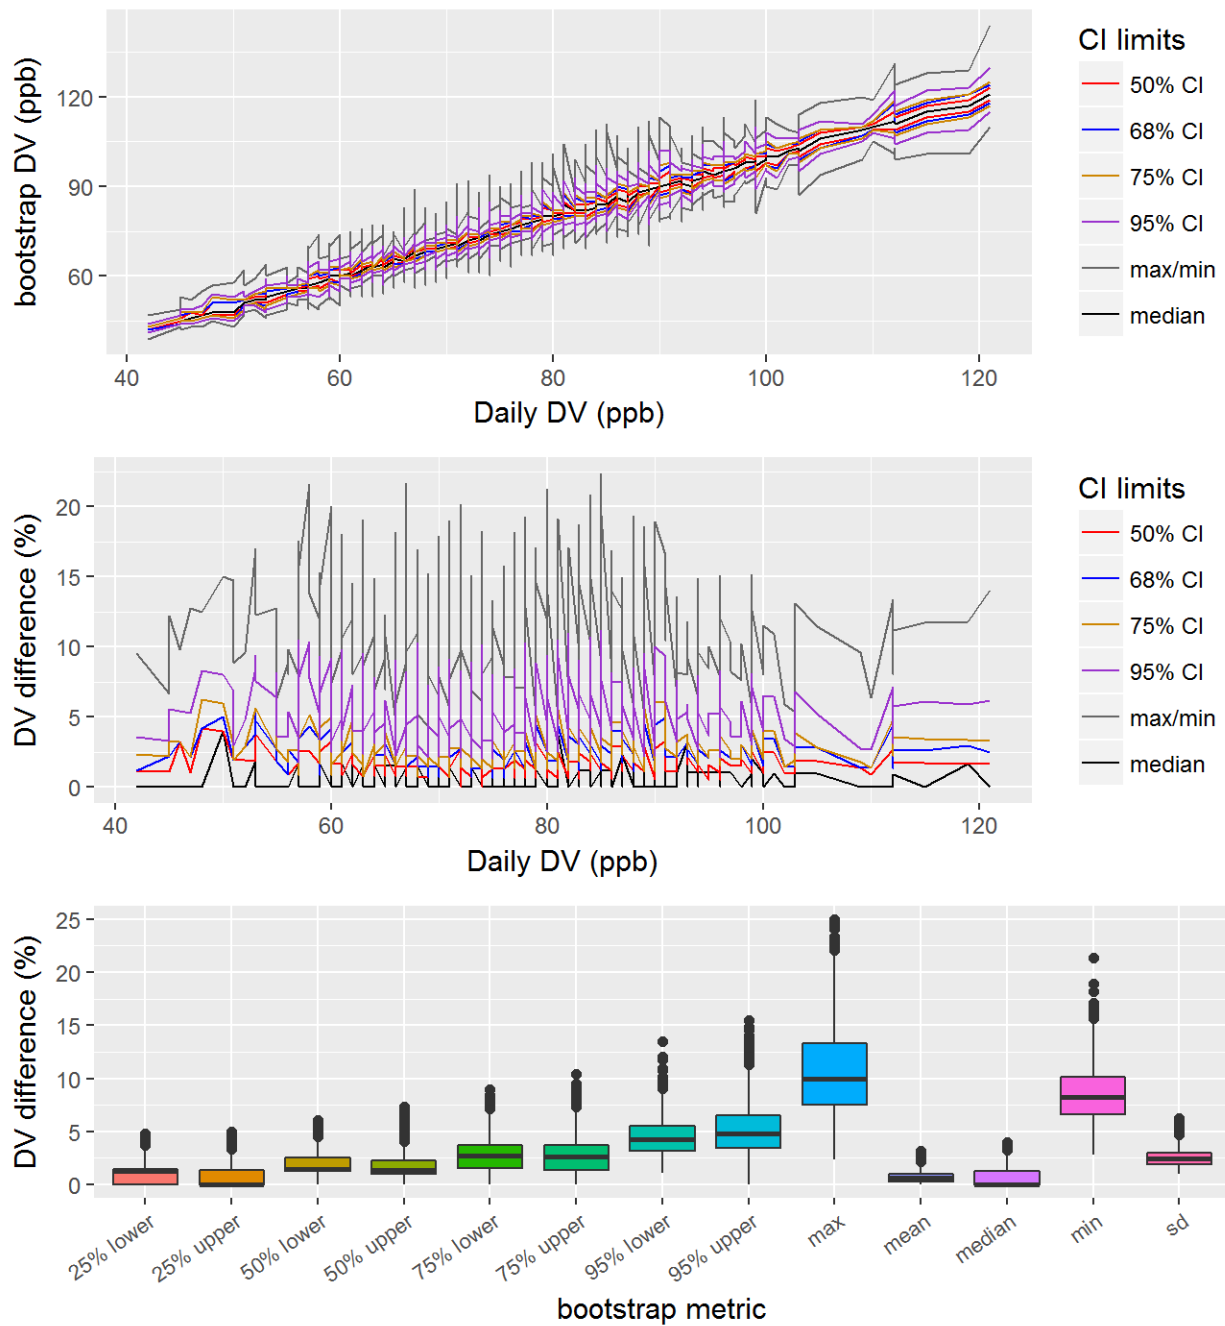 bootstrap DV (ppb)
120
90
60
40
60
80
100
120
Daily DV (ppb)
CI limits
50% CI
68% CI
75% CI
95% CI
max/min
median
DV difference (%)
20
15
10
5
0
40
60
80
100
120
Daily DV (ppb)
CI limits
50% CI
68% CI
75% CI
95% CI
max/min
median
DV difference (%)
25
20
15
10
5
0
25% lower
25% upper
50% lower
50% upper
75% lower
75% upper
95% lower
95% upper
max
mean
median
min
sd
bootstrap metric